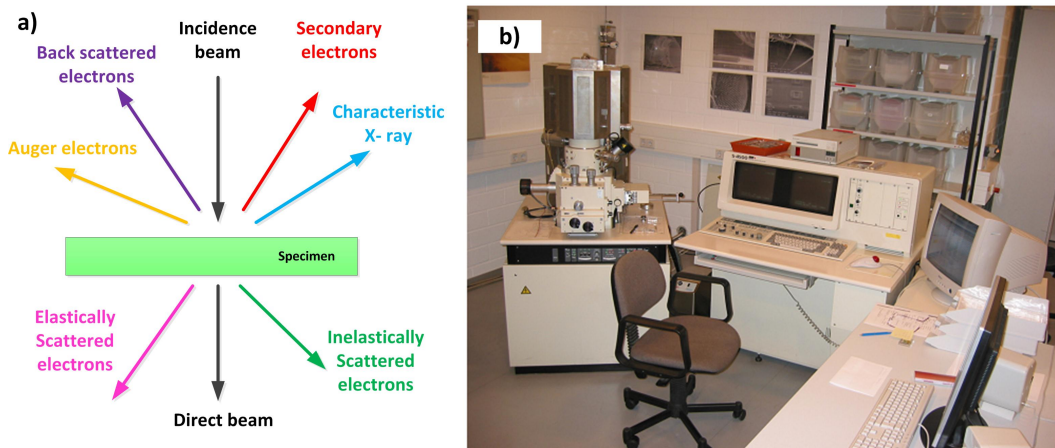 a)
Incidence
beam
Secondary
electrons
Back scattered
electrons
Characteristic
X- ray
Auger electrons
Specimen
Elastically
Scattered
electrons
Inelastically
Scattered
electrons
Direct beam
b)